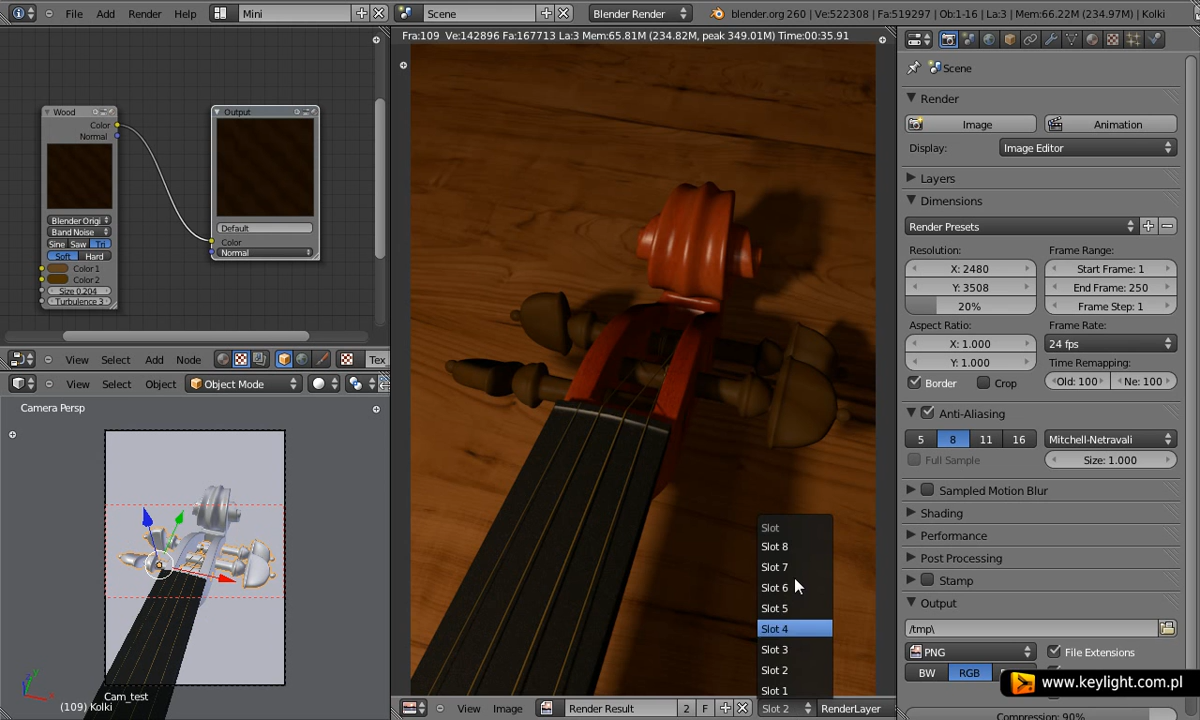 File Add Render Help Mini Scene Blender Render blender.org 260 | Ve:522308 | Fa:519297 | Ob:1-16 | La:3 | Mem:66.22M (234.97M) | Kolki
Fra:109 Ve:142896 Fa:167713 La:3 Mem:65.81M (234.82M, peak 349.01M) Time:00:35.91
Wood
Color
Normal
Blender Origi
Band Noise
Sine Saw Tri
Soft Hard
Color 1
Color 2
Size 0.204
Turbulence 3
Output
Default
Color
Normal
View Select Add Node Tex
View Select Object Object Mode
Camera Persp
Cam_test
(109) Kolki
Slot
Slot 8
Slot 7
Slot 6
Slot 5
Slot 4
Slot 3
Slot 2
Slot 1
View Image Render Result 2 F Slot 2 RenderLayer
Scene
Render
Image Animation
Display: Image Editor
Layers
Dimensions
Render Presets
Resolution: Frame Range:
X: 2480 Start Frame: 1
Y: 3508 End Frame: 250
20% Frame Step: 1
Aspect Ratio: Frame Rate:
X: 1.000 24 fps
Y: 1.000 Time Remapping:
Border Crop Old: 100 Ne: 100
Anti-Aliasing
5 8 11 16 Mitchell-Netravali
Full Sample Size: 1.000
Sampled Motion Blur
Shading
Performance
Post Processing
Stamp
Output
/tmp\
PNG File Extensions
BW RGB
www.keylight.com.pl
Compression: 90%